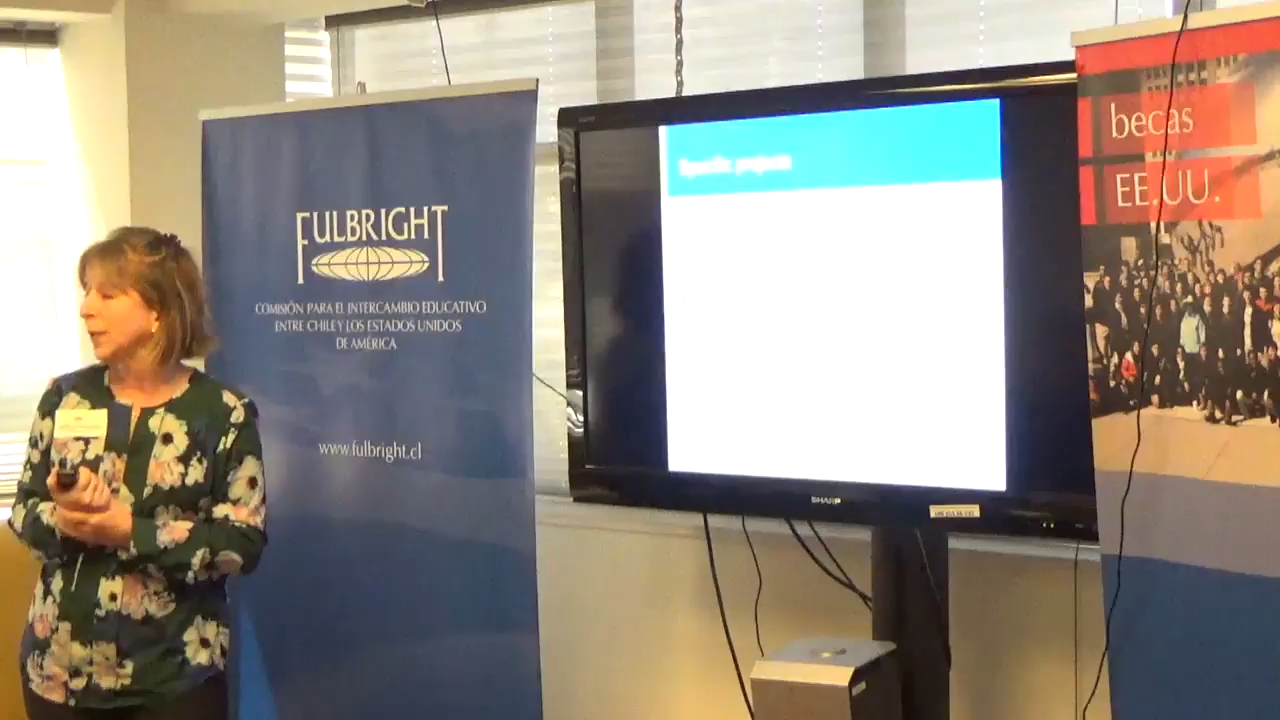 FULBRIGHT
COMISIÓN PARA EL INTERCAMBIO EDUCATIVO
ENTRE CHILE Y LOS ESTADOS UNIDOS
DE AMÉRICA
www.fulbright.cl
SHARP
becas
EE.UU.